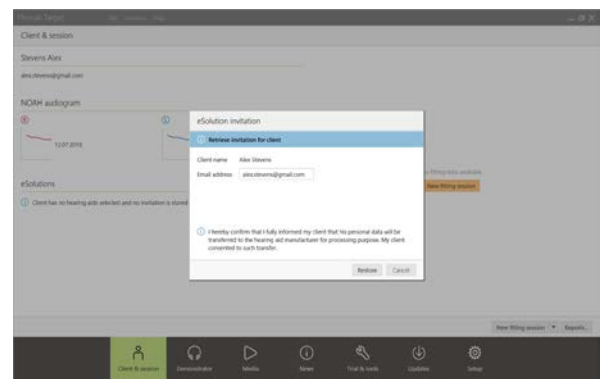 Phonak Target
Client & session
Stevens Alex
alex.stevens@gmail.com
NOAH audiogram
R
L
12.07.2019
eSolution invitation
Retrieve invitation for client
Client name Alex Stevens
Email address alex.stevens@gmail.com
New fitting session
eSolutions
Client has no hearing aids selected and no invitation is stored
I hereby confirm that I fully informed my client that his personal data will be
transferred to the hearing aid manufacturer for processing purpose. My client
consented to such transfer.
Restore Cancel
New fitting session Reports...
Client & session Demonstrator Media News Trial & tools Updates Setup